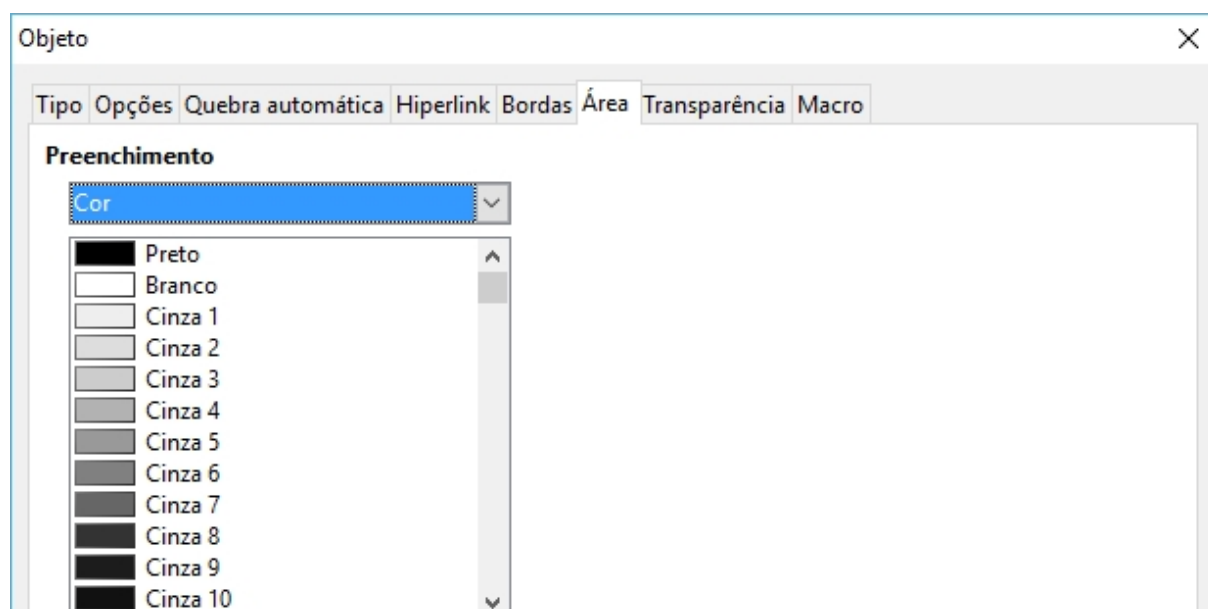 Objeto
Tipo Opções Quebra automática Hiperlink Bordas Área Transparência Macro
Preenchimento
Cor
Preto
Branco
Cinza 1
Cinza 2
Cinza 3
Cinza 4
Cinza 5
Cinza 6
Cinza 7
Cinza 8
Cinza 9
Cinza 10